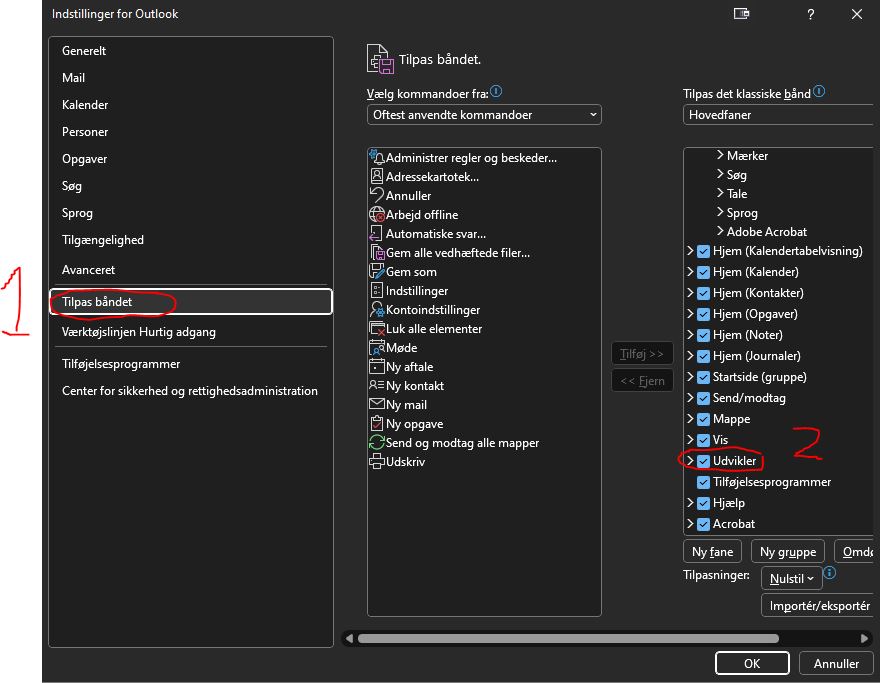 Indstillinger for Outlook
?
Generelt
Mail
Kalender
Personer
Opgaver
Søg
Sprog
Tilgængelighed
Avanceret
1
Tilpas båndet
Værktøjslinjen Hurtig adgang
Tilføjelsesprogrammer
Center for sikkerhed og rettighedsadministration
Tilpas båndet.
Vælg kommandoer fra:
Oftest anvendte kommandoer
Administrer regler og beskeder...
Adressekartotek...
Annuller
Arbejd offline
Automatiske svar...
Gem alle vedhæftede filer...
Gem som
Indstillinger
Kontoindstillinger
Luk alle elementer
Møde
Ny aftale
Ny kontakt
Ny mail
Ny opgave
Send og modtag alle mapper
Udskriv
Tilføj >>
<< Fjern
Tilpas det klassiske bånd
Hovedfaner
Mærker
Søg
Tale
Sprog
Adobe Acrobat
Hjem (Kalendertabelvisning)
Hjem (Kalender)
Hjem (Kontakter)
Hjem (Opgaver)
Hjem (Noter)
Hjem (Journaler)
Startside (gruppe)
Send/modtag
Mappe
Vis
Udvikler
2
Tilføjelsesprogrammer
Hjælp
Acrobat
Ny fane
Ny gruppe
Omdø
Tilpasninger:
Nulstil
Importér/eksportér
OK
Annuller